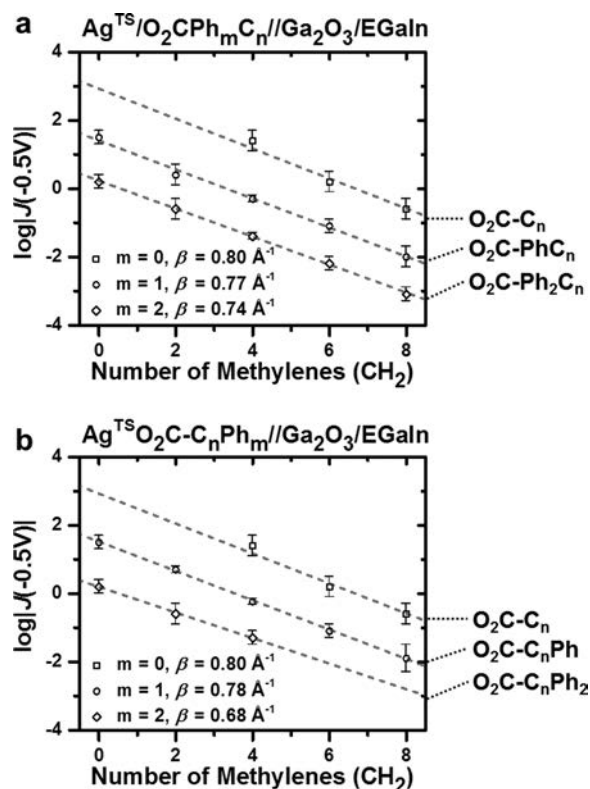 a
Ag^TS/O₂CPhₘCₙ//Ga₂O₃/EGaIn
log|J(-0.5V)|
4
2
0
-2
-4
m = 0, β = 0.80 Å⁻¹
m = 1, β = 0.77 Å⁻¹
m = 2, β = 0.74 Å⁻¹
O₂C-Cₙ
O₂C-PhCₙ
O₂C-Ph₂Cₙ
0 2 4 6 8
Number of Methylenes (CH₂)
b
Ag^TSO₂C-CₙPhₘ//Ga₂O₃/EGaIn
log|J(-0.5V)|
4
2
0
-2
-4
m = 0, β = 0.80 Å⁻¹
m = 1, β = 0.78 Å⁻¹
m = 2, β = 0.68 Å⁻¹
O₂C-Cₙ
O₂C-CₙPh
O₂C-CₙPh₂
0 2 4 6 8
Number of Methylenes (CH₂)